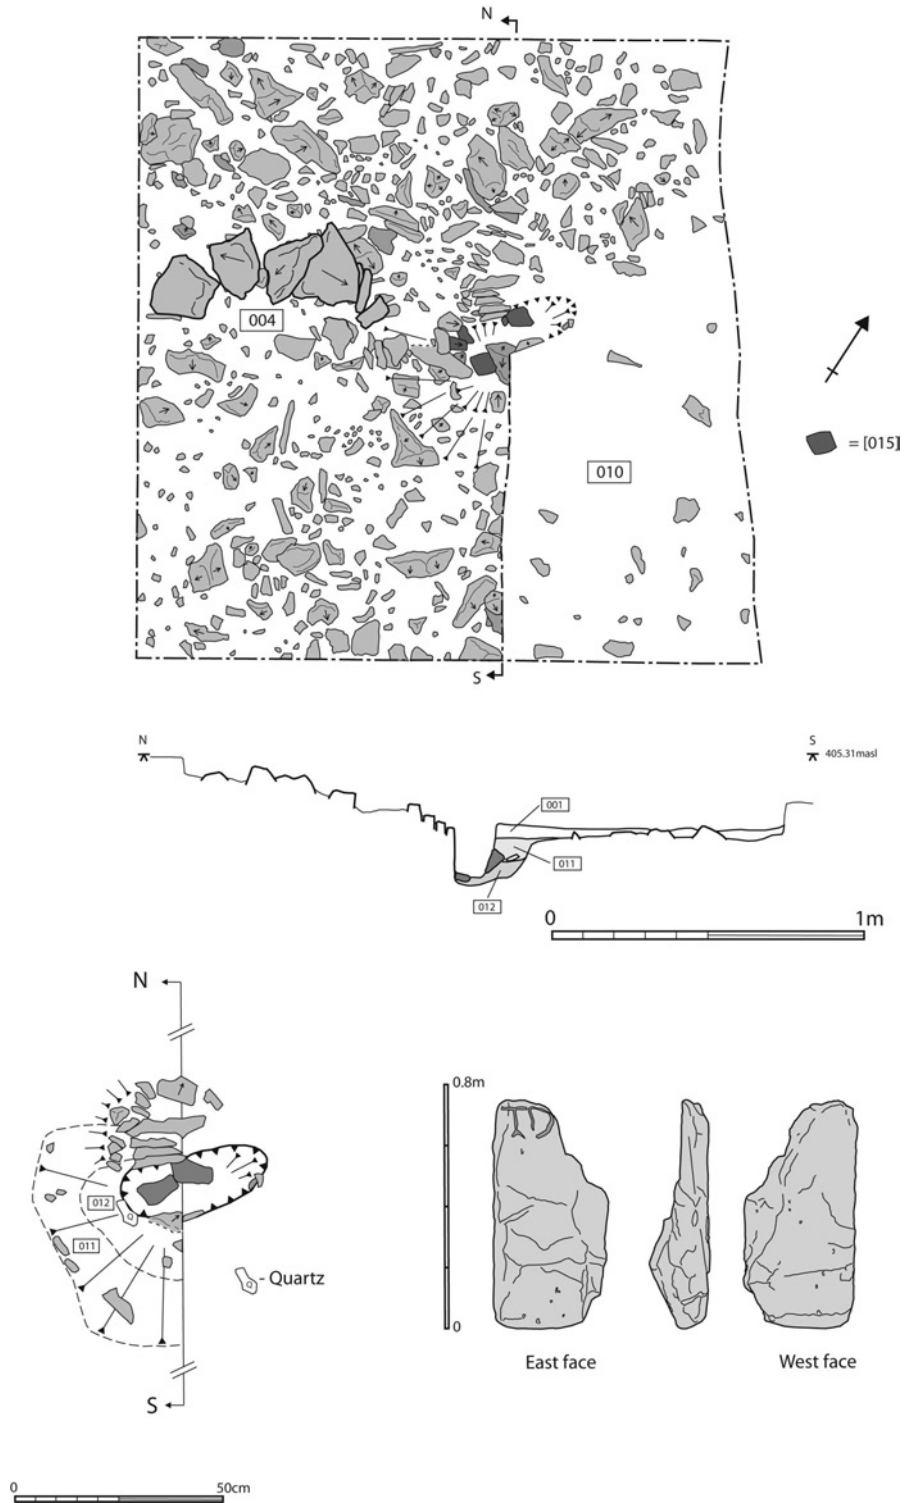 N
004
= [015]
010
S
N
S
405.31masl
001
011
012
0
1m
N
0.8m
012
Q
011
Q
- Quartz
0
East face
West face
S
0
50cm